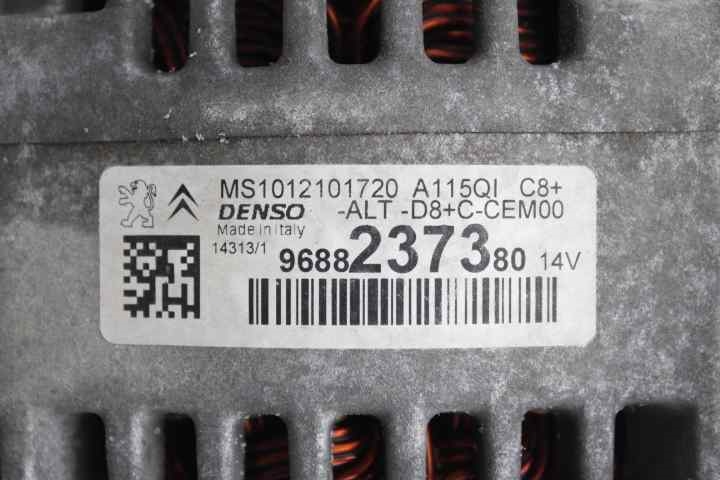 MS1012101720 A115QI C8+
DENSO -ALT -D8+C-CEM00
Made in Italy
14313/1
9688237380 14V